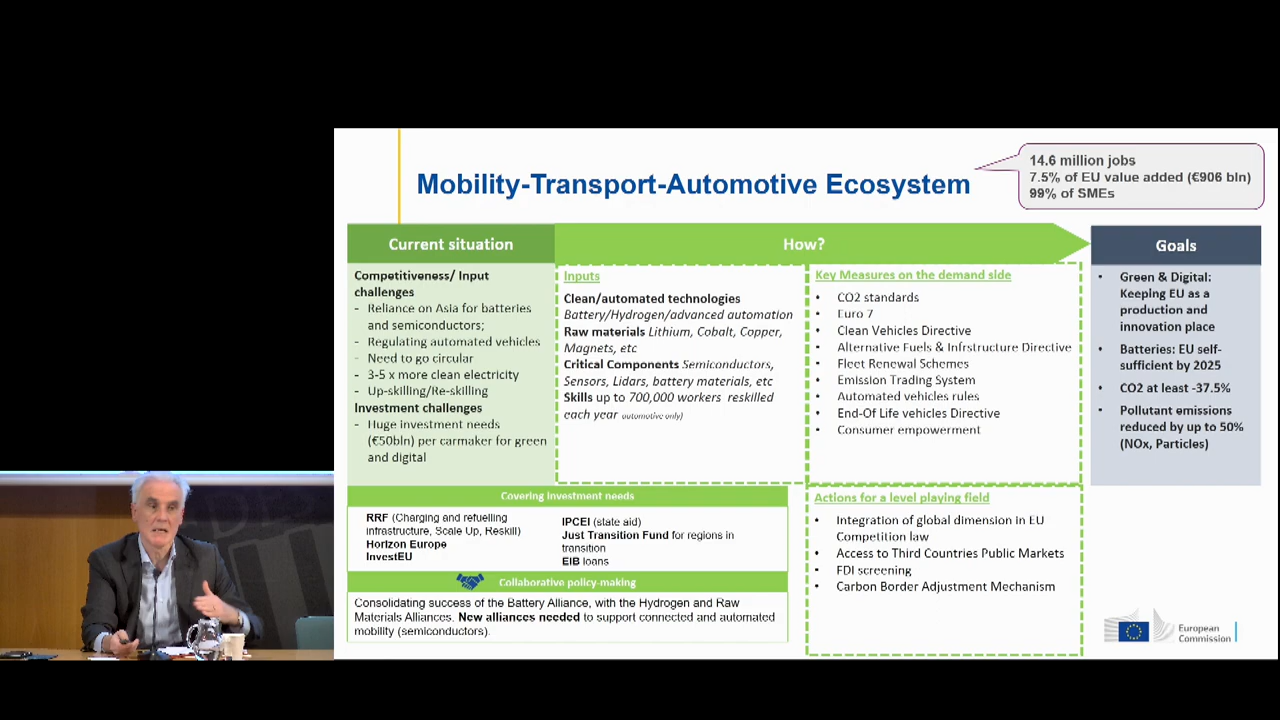 Mobility-Transport-Automotive Ecosystem
14.6 million jobs
7.5% of EU value added (€906 bln)
99% of SMEs
Current situation
Competitiveness/ Input
challenges
- Reliance on Asia for batteries
and semiconductors;
- Regulating automated vehicles
- Need to go circular
- 3-5 x more clean electricity
- Up-skilling/Re-skilling
Investment challenges
- Huge investment needs
(€50bln) per carmaker for green
and digital
How?
Inputs
Clean/automated technologies
Battery/Hydrogen/advanced automation
Raw materials Lithium, Cobalt, Copper,
Magnets, etc
Critical Components Semiconductors,
Sensors, Lidars, battery materials, etc
Skills up to 700,000 workers reskilled
each year automotive only)
Key Measures on the demand side
• CO2 standards
• Euro 7
• Clean Vehicles Directive
• Alternative Fuels & Infrstructure Directive
• Fleet Renewal Schemes
• Emission Trading System
• Automated vehicles rules
• End-Of Life vehicles Directive
• Consumer empowerment
Goals
• Green & Digital:
Keeping EU as a
production and
innovation place
• Batteries: EU self-
sufficient by 2025
• CO2 at least -37.5%
• Pollutant emissions
reduced by up to 50%
(NOx, Particles)
Covering investment needs
RRF (Charging and refuelling
infrastructure, Scale Up, Reskill)
Horizon Europe
InvestEU
IPCEI (state aid)
Just Transition Fund for regions in
transition
EIB loans
Collaborative policy-making
Consolidating success of the Battery Alliance, with the Hydrogen and Raw
Materials Alliances. New alliances needed to support connected and automated
mobility (semiconductors).
Actions for a level playing field
• Integration of global dimension in EU
Competition law
• Access to Third Countries Public Markets
• FDI screening
• Carbon Border Adjustment Mechanism
European
Commission